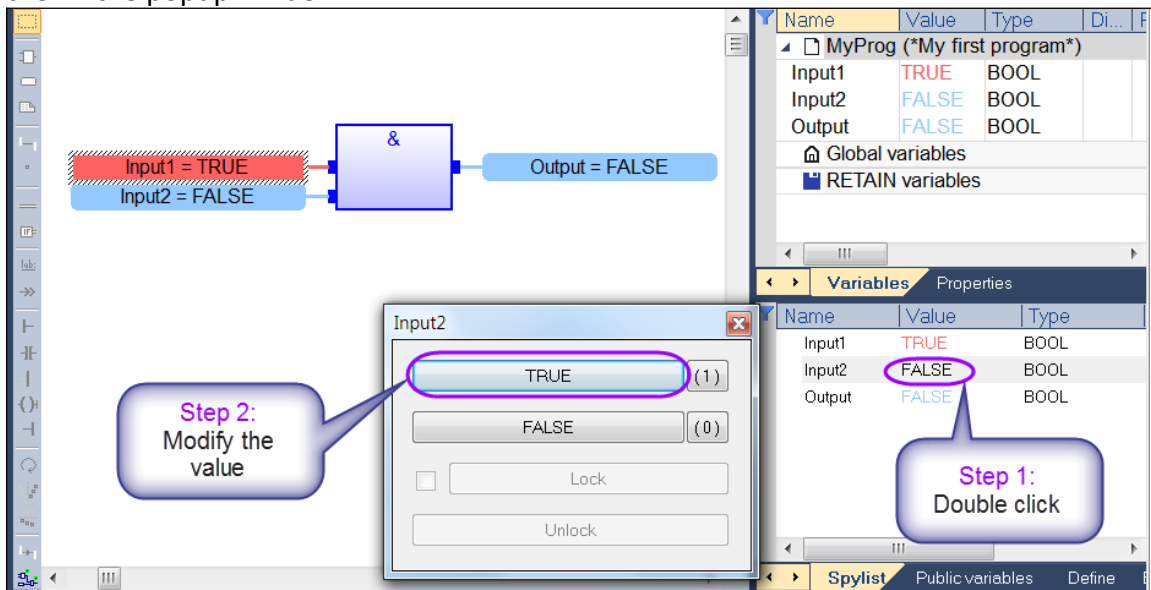 Name Value Type Di...
MyProg (*My first program*)
Input1 TRUE BOOL
Input2 FALSE BOOL
Output FALSE BOOL
Global variables
RETAIN variables
Variables Properties
&
Input1 = TRUE
Input2 = FALSE
Output = FALSE
Name Value Type
Input1 TRUE BOOL
Input2 FALSE BOOL
Output FALSE BOOL
Step 1:
Double click
Spylist Public variables Define
Input2
TRUE (1)
FALSE (0)
Lock
Unlock
Step 2:
Modify the
value